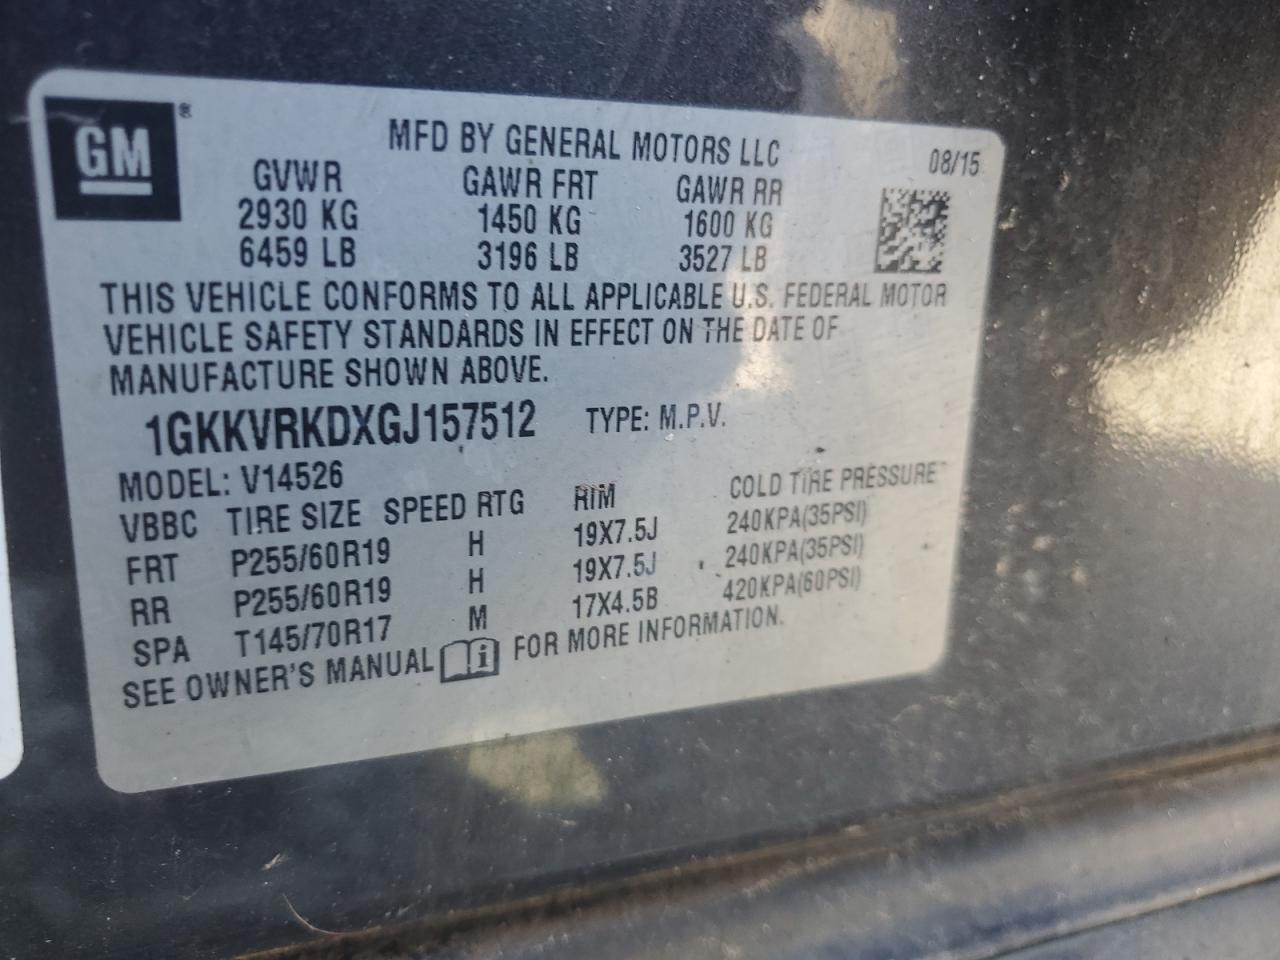 GM ®
MFD BY GENERAL MOTORS LLC
08/15
GVWR GAWR FRT GAWR RR
2930 KG 1450 KG 1600 KG
6459 LB 3196 LB 3527 LB
THIS VEHICLE CONFORMS TO ALL APPLICABLE U.S. FEDERAL MOTOR
VEHICLE SAFETY STANDARDS IN EFFECT ON THE DATE OF
MANUFACTURE SHOWN ABOVE.
1GKKVRKDXGJ157512 TYPE: M.P.V.
MODEL: V14526
VBBC TIRE SIZE SPEED RTG RIM COLD TIRE PRESSURE
FRT P255/60R19 H 19X7.5J 240KPA(35PSI)
RR P255/60R19 H 19X7.5J 240KPA(35PSI)
SPA T145/70R17 M 17X4.5B 420KPA(60PSI)
SEE OWNER'S MANUAL i FOR MORE INFORMATION.